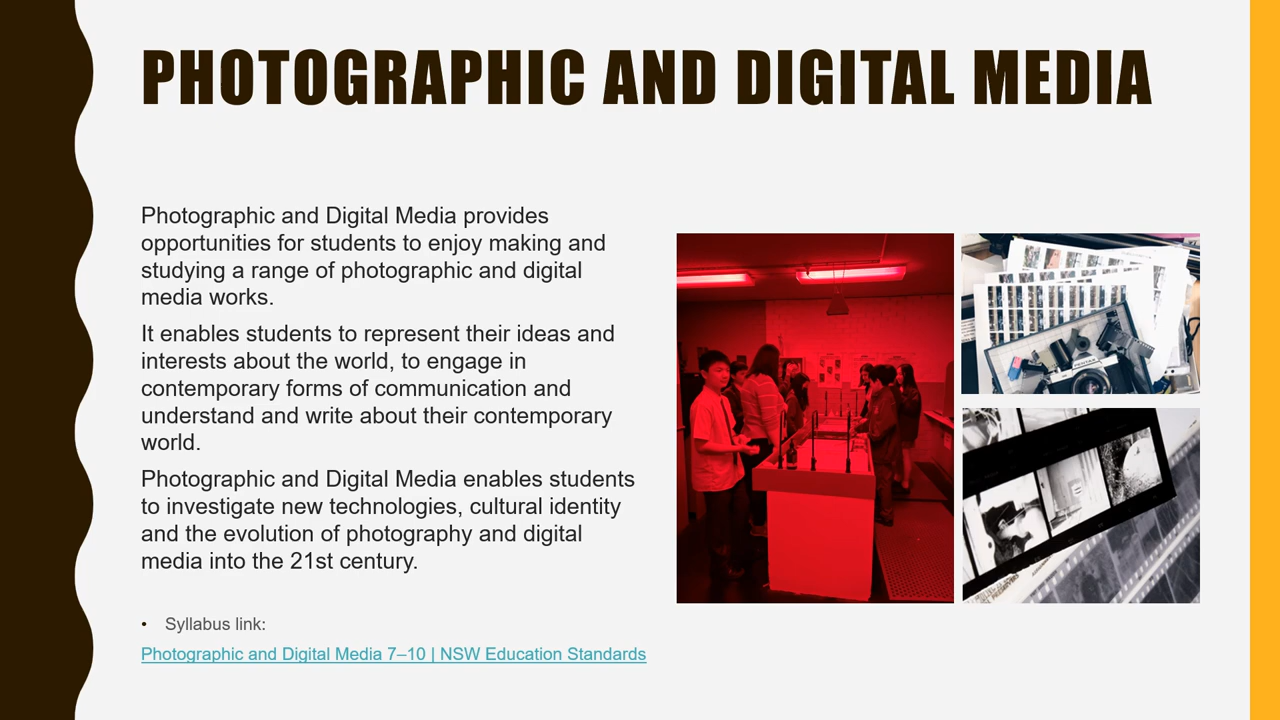 PHOTOGRAPHIC AND DIGITAL MEDIA
Photographic and Digital Media provides
opportunities for students to enjoy making and
studying a range of photographic and digital
media works.
It enables students to represent their ideas and
interests about the world, to engage in
contemporary forms of communication and
understand and write about their contemporary
world.
Photographic and Digital Media enables students
to investigate new technologies, cultural identity
and the evolution of photography and digital
media into the 21st century.
• Syllabus link:
Photographic and Digital Media 7–10 | NSW Education Standards
PENTAX